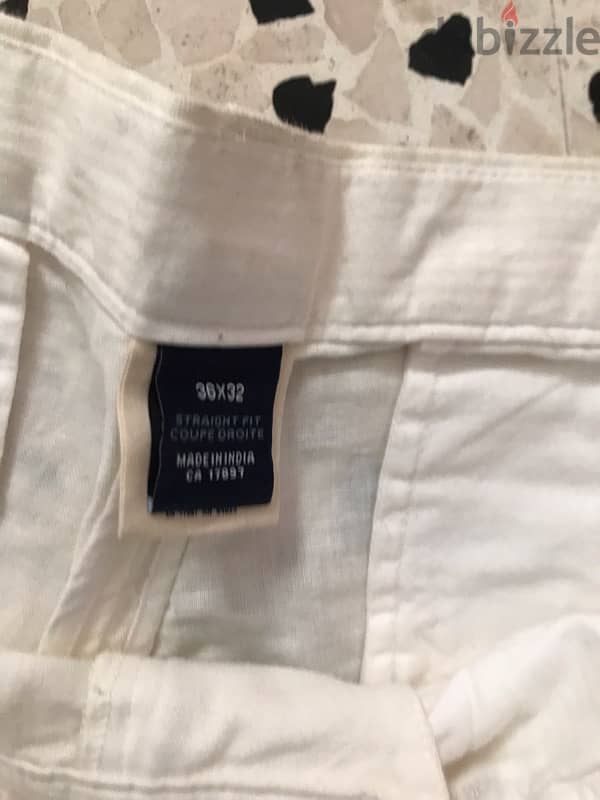 dubizzle
36X32
STRAIGHT FIT
COUPE DROITE
MADE IN INDIA
CA 17897